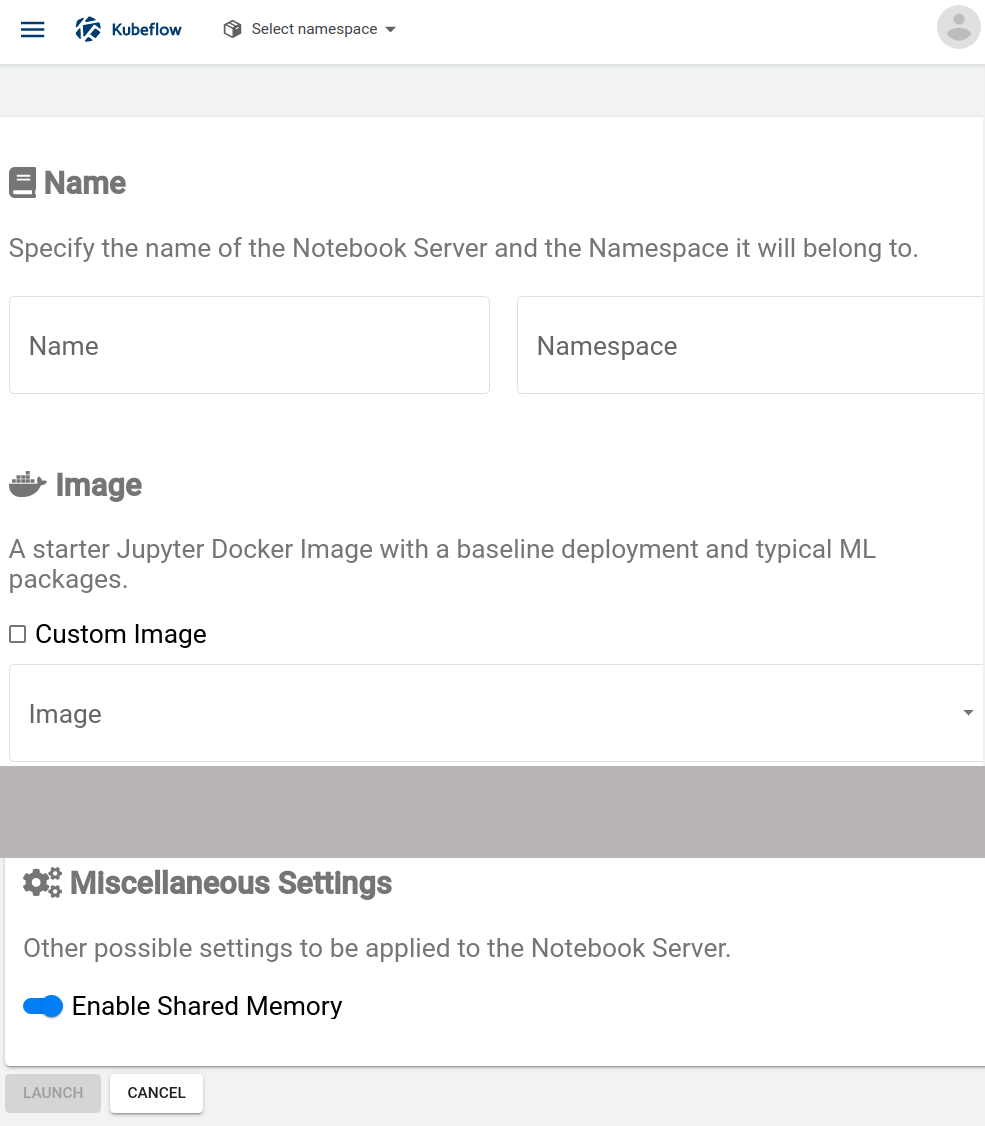 Kubeflow
Select namespace
Name
Specify the name of the Notebook Server and the Namespace it will belong to.
Name
Namespace
Image
A starter Jupyter Docker Image with a baseline deployment and typical ML
packages.
Custom Image
Image
Miscellaneous Settings
Other possible settings to be applied to the Notebook Server.
Enable Shared Memory
LAUNCH
CANCEL